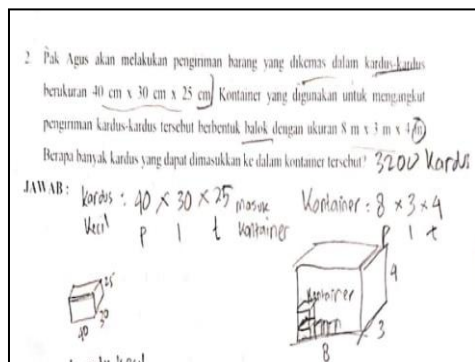 2. Pak Agus akan melakukan pengiriman barang yang dikemas dalam kardus-kardus
berukuran 40 cm x 30 cm x 25 cm. Kontainer yang digunakan untuk mengangkut
pengiriman kardus-kardus tersebut berbentuk balok dengan ukuran 8 m x 3 m x 4 m.
Berapa banyak kardus yang dapat dimasukkan ke dalam kontainer tersebut? 3200 Kardus
JAWAB: Kardus : 40 X 30 X 25 masuk Kontainer : 8 x 3 x 4
Kecil p l t Kontainer p l t
25
30
40
Kontainer
4
3
8